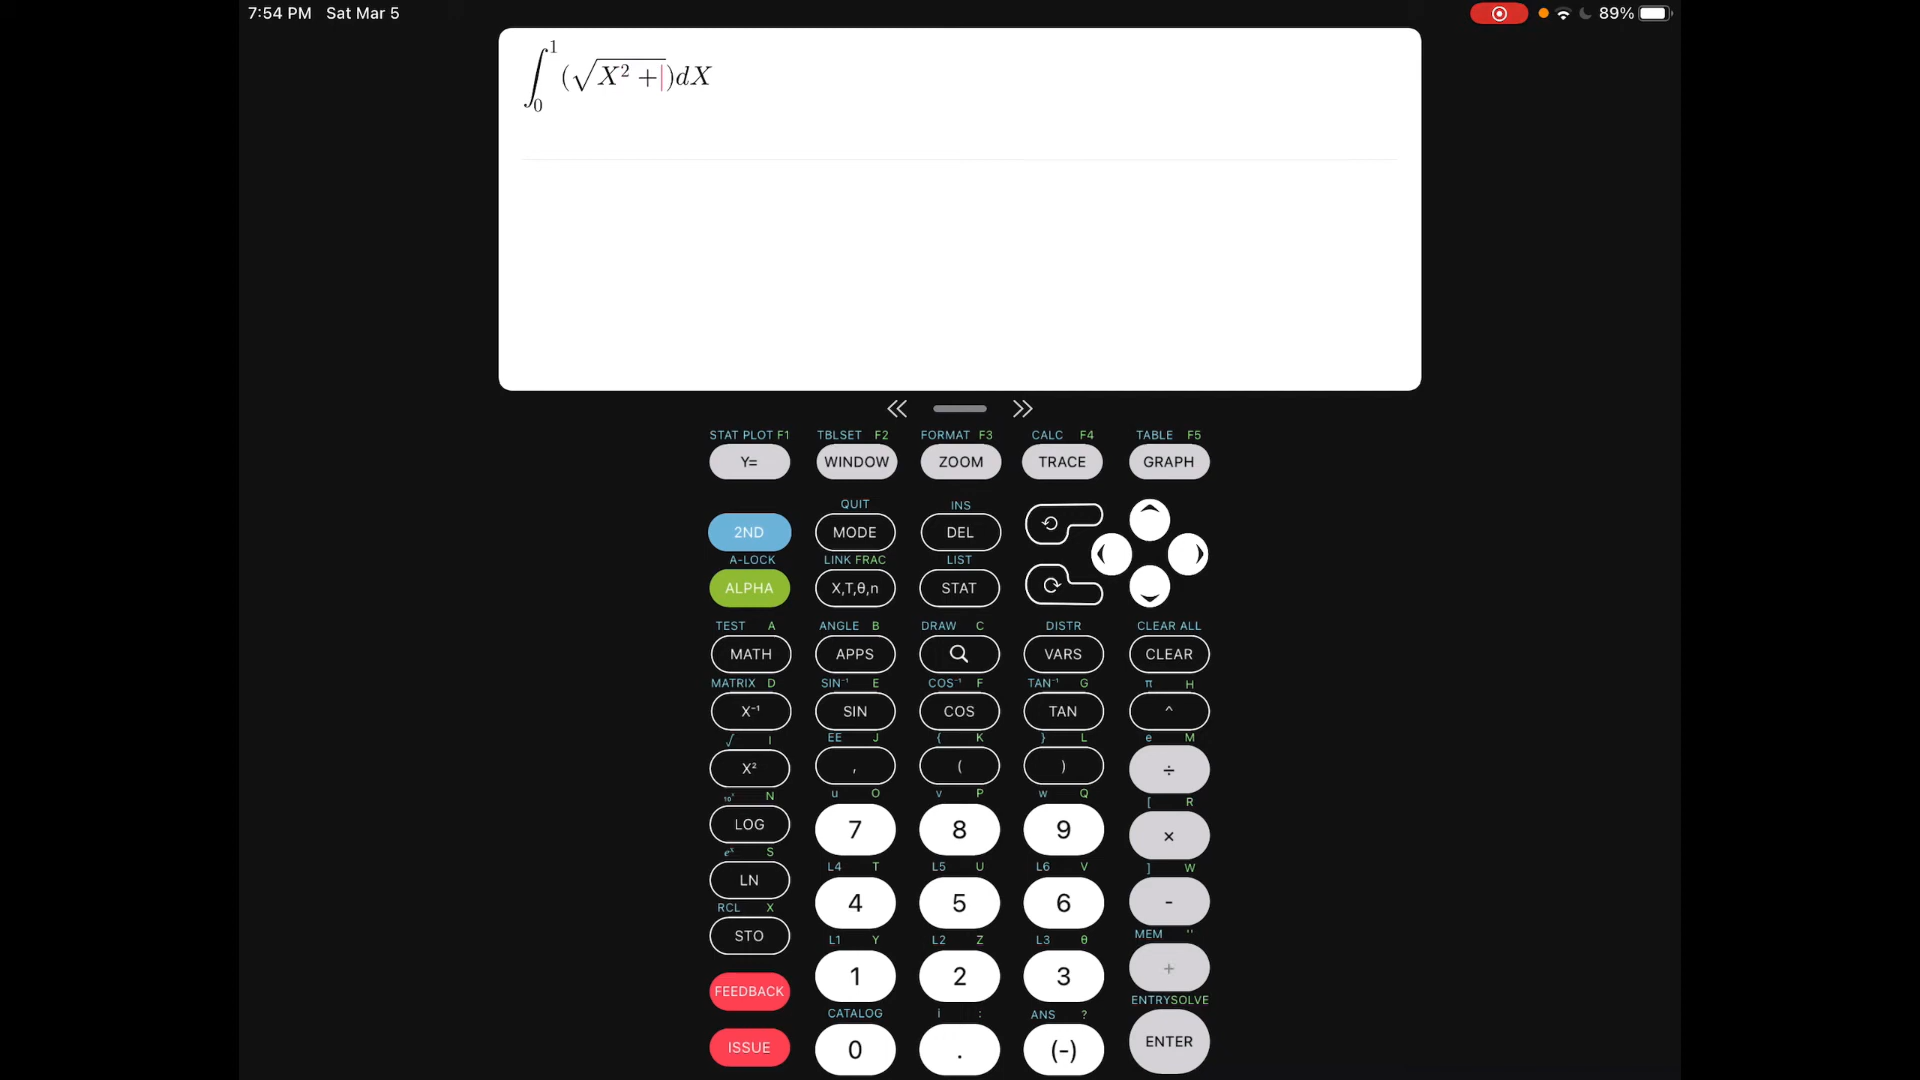 7:54 PM Sat Mar 5
89%
∫₀¹ (√X² +)dX
STAT PLOT F1 TBLSET F2 FORMAT F3 CALC F4 TABLE F5
Y= WINDOW ZOOM TRACE GRAPH
QUIT INS
2ND MODE DEL
A-LOCK LINK FRAC LIST
ALPHA X,T,θ,n STAT
TEST A ANGLE B DRAW C DISTR CLEAR ALL
MATH APPS VARS CLEAR
MATRIX D SIN⁻¹ E COS⁻¹ F TAN⁻¹ G π H
X⁻¹ SIN COS TAN ^
√ I EE J { K } L e M
X² , ( ) ÷
10ˣ N u O v P w Q [ R
LOG 7 8 9 ×
eˣ S L4 T L5 U L6 V ] W
LN 4 5 6 -
RCL X L1 Y L2 Z L3 θ MEM "
STO 1 2 3 +
FEEDBACK CATALOG i : ANS ? ENTRY SOLVE
ISSUE 0 . (-) ENTER